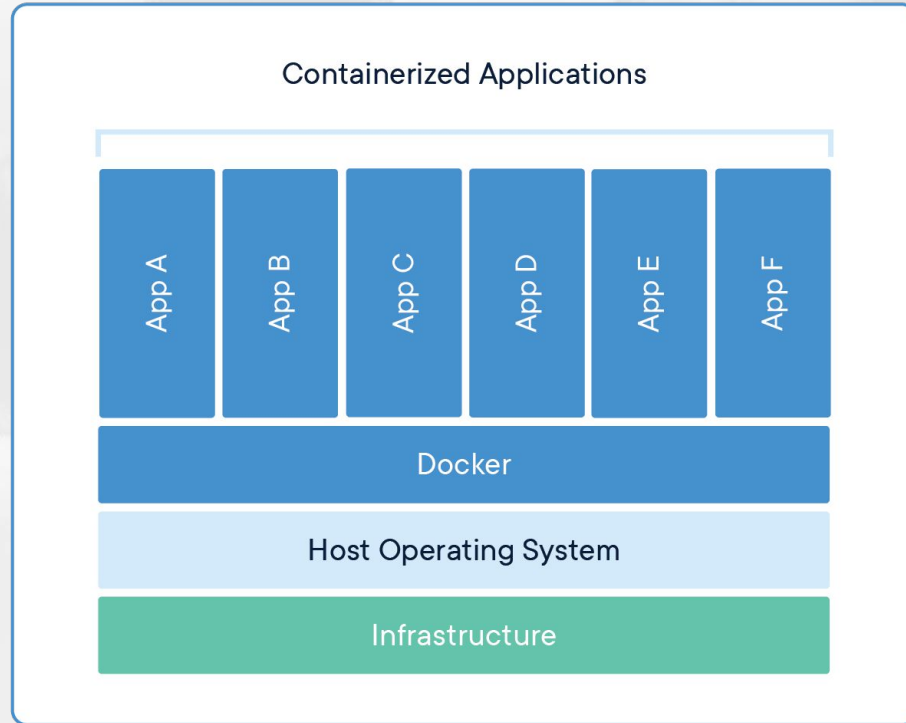 Containerized Applications
App A
App B
App C
App D
App E
App F
Docker
Host Operating System
Infrastructure